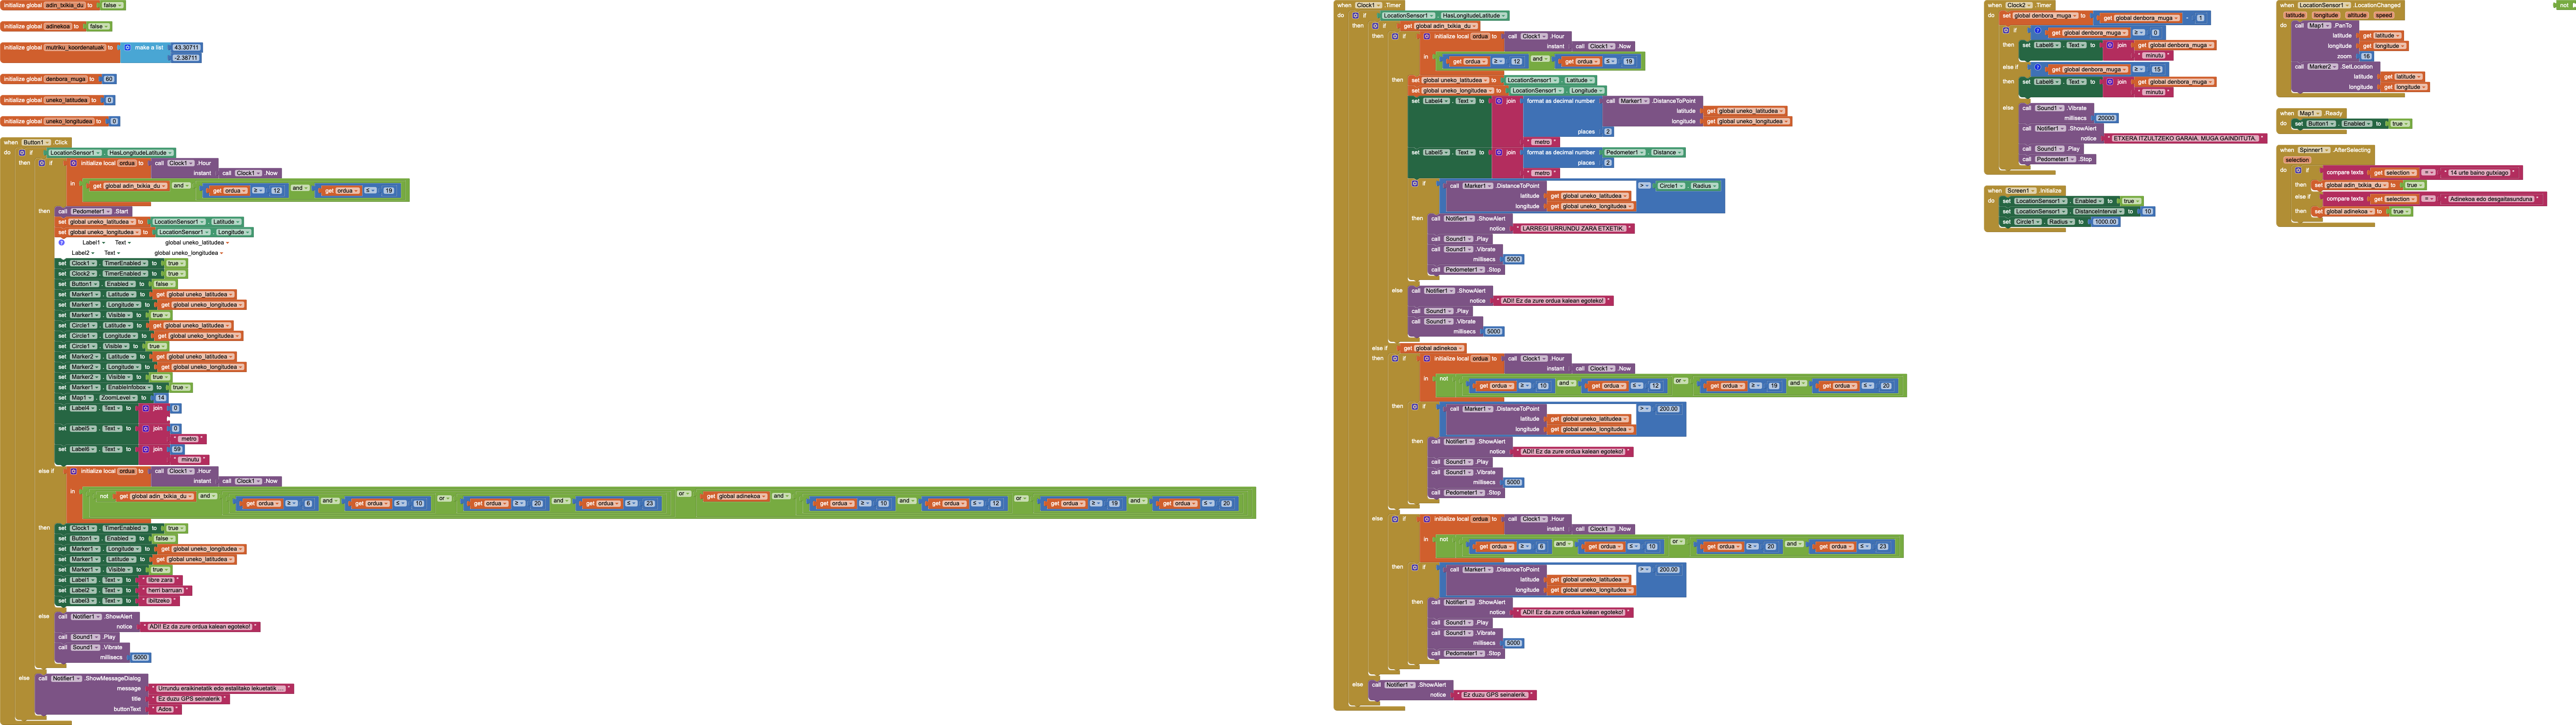 initialize global adin_txikia_du to false
initialize global adinekoa to false
initialize global mutriku_koordenatuak to make a list 43.30711
-2.38711
initialize global denbora_muga to 60
initialize global uneko_latitudea to 0
initialize global uneko_longitudea to 0
when Button1 .Click
do if LocationSensor1 . HasLongitudeLatitude
then if initialize local ordua to call Clock1 .Hour
instant call Clock1 .Now
in get global adin_txikia_du and get ordua ≥ 12 and get ordua ≤ 19
then call Pedometer1 .Start
set global uneko_latitudea to LocationSensor1 . Latitude
set global uneko_longitudea to LocationSensor1 . Longitude
? Label1 Text global uneko_latitudea
Label2 Text global uneko_longitudea
set Clock1 . TimerEnabled to true
set Clock2 . TimerEnabled to true
set Button1 . Enabled to false
set Marker1 . Latitude to get global uneko_latitudea
set Marker1 . Longitude to get global uneko_longitudea
set Marker1 . Visible to true
set Circle1 . Latitude to get global uneko_latitudea
set Circle1 . Longitude to get global uneko_longitudea
set Circle1 . Visible to true
set Marker2 . Latitude to get global uneko_latitudea
set Marker2 . Longitude to get global uneko_longitudea
set Marker2 . Visible to true
set Marker1 . EnableInfobox to true
set Map1 . ZoomLevel to 14
set Label4 . Text to join 0
set Label5 . Text to join 0
" metro "
set Label6 . Text to join 59
" minutu "
else if initialize local ordua to call Clock1 .Hour
instant call Clock1 .Now
in not get global adin_txikia_du and get ordua ≥ 6 and get ordua ≤ 10 or get ordua ≥ 20 and get ordua ≤ 23 or get global adinekoa and get ordua ≥ 10 and get ordua ≤ 12 or get ordua ≥ 19 and get ordua ≤ 20
then set Clock1 . TimerEnabled to true
set Button1 . Enabled to false
set Marker1 . Longitude to get global uneko_longitudea
set Marker1 . Latitude to get global uneko_latitudea
set Marker1 . Visible to true
set Label1 . Text to " libre zara "
set Label2 . Text to " herri barruan "
set Label3 . Text to " ibiltzeko "
else call Notifier1 .ShowAlert
notice " ADI! Ez da zure ordua kalean egoteko! "
call Sound1 .Play
call Sound1 .Vibrate
millisecs 5000
else call Notifier1 .ShowMessageDialog
message " Urrundu eraikinetatik edo estalitako lekuetatik ... "
title " Ez duzu GPS seinalerik "
buttonText " Ados "
when Clock1 .Timer
do if LocationSensor1 . HasLongitudeLatitude
then if get global adin_txikia_du
then if initialize local ordua to call Clock1 .Hour
instant call Clock1 .Now
in get ordua ≥ 12 and get ordua ≤ 19
then set global uneko_latitudea to LocationSensor1 . Latitude
set global uneko_longitudea to LocationSensor1 . Longitude
set Label4 . Text to join format as decimal number call Marker1 .DistanceToPoint
latitude get global uneko_latitudea
longitude get global uneko_longitudea
places 2
" metro "
set Label5 . Text to join format as decimal number Pedometer1 . Distance
places 2
" metro "
if call Marker1 .DistanceToPoint > Circle1 . Radius
latitude get global uneko_latitudea
longitude get global uneko_longitudea
then call Notifier1 .ShowAlert
notice " LARREGI URRUNDU ZARA ETXETIK. "
call Sound1 .Play
call Sound1 .Vibrate
millisecs 5000
call Pedometer1 .Stop
else call Notifier1 .ShowAlert
notice " ADI! Ez da zure ordua kalean egoteko! "
call Sound1 .Play
call Sound1 .Vibrate
millisecs 5000
else if get global adinekoa
then if initialize local ordua to call Clock1 .Hour
instant call Clock1 .Now
in not get ordua ≥ 10 and get ordua ≤ 12 or get ordua ≥ 19 and get ordua ≤ 20
then if call Marker1 .DistanceToPoint > 200.00
latitude get global uneko_latitudea
longitude get global uneko_longitudea
then call Notifier1 .ShowAlert
notice " ADI! Ez da zure ordua kalean egoteko! "
call Sound1 .Play
call Sound1 .Vibrate
millisecs 5000
call Pedometer1 .Stop
else if initialize local ordua to call Clock1 .Hour
instant call Clock1 .Now
in not get ordua ≥ 6 and get ordua ≤ 10 or get ordua ≥ 20 and get ordua ≤ 23
then if call Marker1 .DistanceToPoint > 200.00
latitude get global uneko_latitudea
longitude get global uneko_longitudea
then call Notifier1 .ShowAlert
notice " ADI! Ez da zure ordua kalean egoteko! "
call Sound1 .Play
call Sound1 .Vibrate
millisecs 5000
call Pedometer1 .Stop
else call Notifier1 .ShowAlert
notice " Ez duzu GPS seinalerik. "
when Clock2 .Timer
do set global denbora_muga to get global denbora_muga - 1
if ? get global denbora_muga ≥ 0
then set Label6 . Text to join get global denbora_muga
" minutu "
else if ? get global denbora_muga ≥ 15
then set Label6 . Text to join get global denbora_muga
" minutu "
else call Sound1 .Vibrate
millisecs 20000
call Notifier1 .ShowAlert
notice " ETXERA ITZULTZEKO GARAIA. MUGA GAINDITUTA. "
call Sound1 .Play
call Pedometer1 .Stop
when Screen1 .Initialize
do set LocationSensor1 . Enabled to true
set LocationSensor1 . DistanceInterval to 10
set Circle1 . Radius to 1000.00
when LocationSensor1 .LocationChanged
latitude longitude altitude speed
do call Map1 .PanTo
latitude get latitude
longitude get longitude
zoom 16
call Marker2 .SetLocation
latitude get latitude
longitude get longitude
when Map1 .Ready
do set Button1 . Enabled to true
when Spinner1 .AfterSelecting
selection
do if compare texts get selection = " 14 urte baino gutxiago "
then set global adin_txikia_du to true
else if compare texts get selection = " Adinekoa edo desgaitasunduna "
then set global adinekoa to true
not